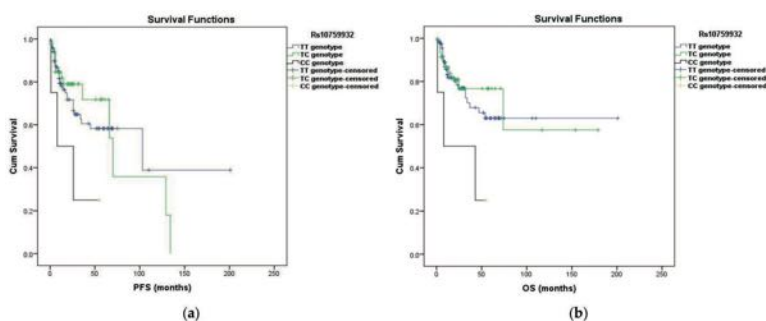 Survival Functions
Rs10759932
TT genotype
TC genotype
CC genotype
TT genotype-censored
TC genotype-censored
CC genotype-censored
Cum Survival
1.0
0.8
0.6
0.4
0.2
0.0
0
50
100
150
200
250
PFS (months)
(a)
Survival Functions
Rs10759932
TT genotype
TC genotype
CC genotype
TT genotype-censored
TC genotype-censored
CC genotype-censored
Cum Survival
1.0
0.8
0.6
0.4
0.2
0.0
0
50
100
150
200
250
OS (months)
(b)